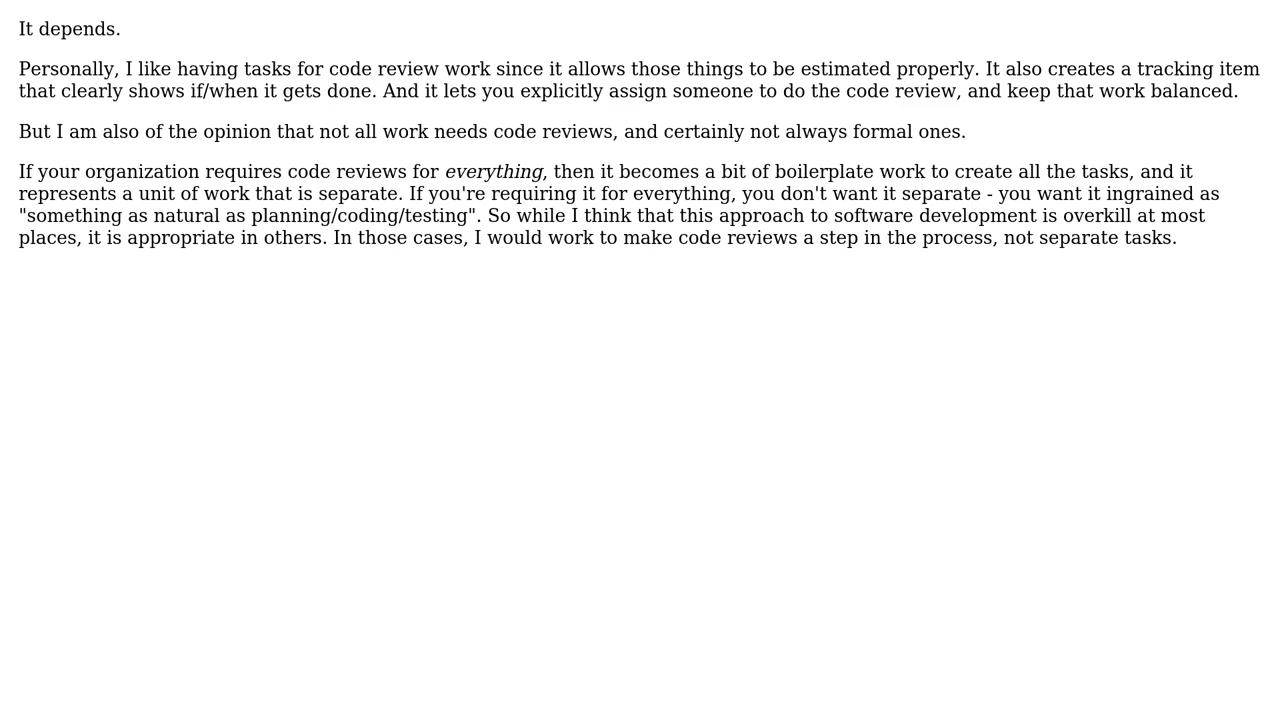 It depends.
Personally, I like having tasks for code review work since it allows those things to be estimated properly. It also creates a tracking item
that clearly shows if/when it gets done. And it lets you explicitly assign someone to do the code review, and keep that work balanced.
But I am also of the opinion that not all work needs code reviews, and certainly not always formal ones.
If your organization requires code reviews for everything, then it becomes a bit of boilerplate work to create all the tasks, and it
represents a unit of work that is separate. If you're requiring it for everything, you don't want it separate - you want it ingrained as
"something as natural as planning/coding/testing". So while I think that this approach to software development is overkill at most
places, it is appropriate in others. In those cases, I would work to make code reviews a step in the process, not separate tasks.